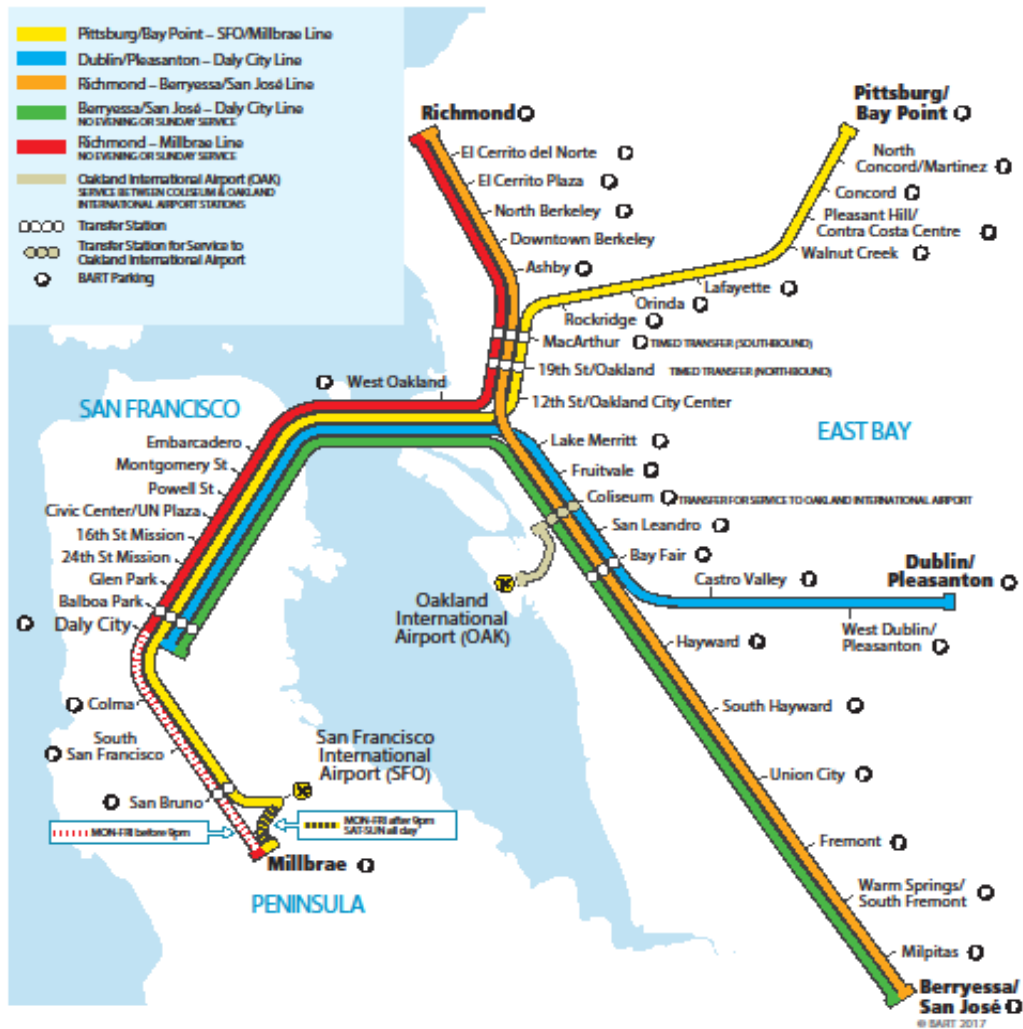 Pittsburg/Bay Point – SFO/Millbrae Line
Dublin/Pleasanton – Daly City Line
Richmond – Berryessa/San José Line
Berryessa/San José – Daly City Line
NO EVENING OR SUNDAY SERVICE
Richmond – Millbrae Line
NO EVENING OR SUNDAY SERVICE
Oakland International Airport (OAK)
SERVICE BETWEEN COLISEUM & OAKLAND
INTERNATIONAL AIRPORT STATIONS
Transfer Station
Transfer Station for Service to
Oakland International Airport
P BART Parking
Richmond P
El Cerrito del Norte P
El Cerrito Plaza P
North Berkeley P
Downtown Berkeley
Ashby P
Pittsburg/
Bay Point P
North
Concord/Martinez P
Concord P
Pleasant Hill/
Contra Costa Centre P
Walnut Creek P
Lafayette P
Orinda P
Rockridge P
MacArthur P TIMED TRANSFER (SOUTHBOUND)
19th St/Oakland TIMED TRANSFER (NORTHBOUND)
12th St/Oakland City Center
P West Oakland
SAN FRANCISCO
Embarcadero
Montgomery St
Powell St
Civic Center/UN Plaza
16th St Mission
24th St Mission
Glen Park
Balboa Park
P Daly City
P Colma
South
P San Francisco
P San Bruno
San Francisco
International
Airport (SFO)
MON-FRI before 9pm
MON-FRI after 9pm
SAT-SUN all day
Millbrae P
PENINSULA
EAST BAY
Lake Merritt P
Fruitvale P
Coliseum P TRANSFER FOR SERVICE TO OAKLAND INTERNATIONAL AIRPORT
San Leandro P
Bay Fair P
Oakland
International
Airport (OAK)
Castro Valley P
Dublin/
Pleasanton P
West Dublin/
Pleasanton P
Hayward P
South Hayward P
Union City P
Fremont P
Warm Springs/
South Fremont P
Milpitas P
Berryessa/
San José P
© BART 2017